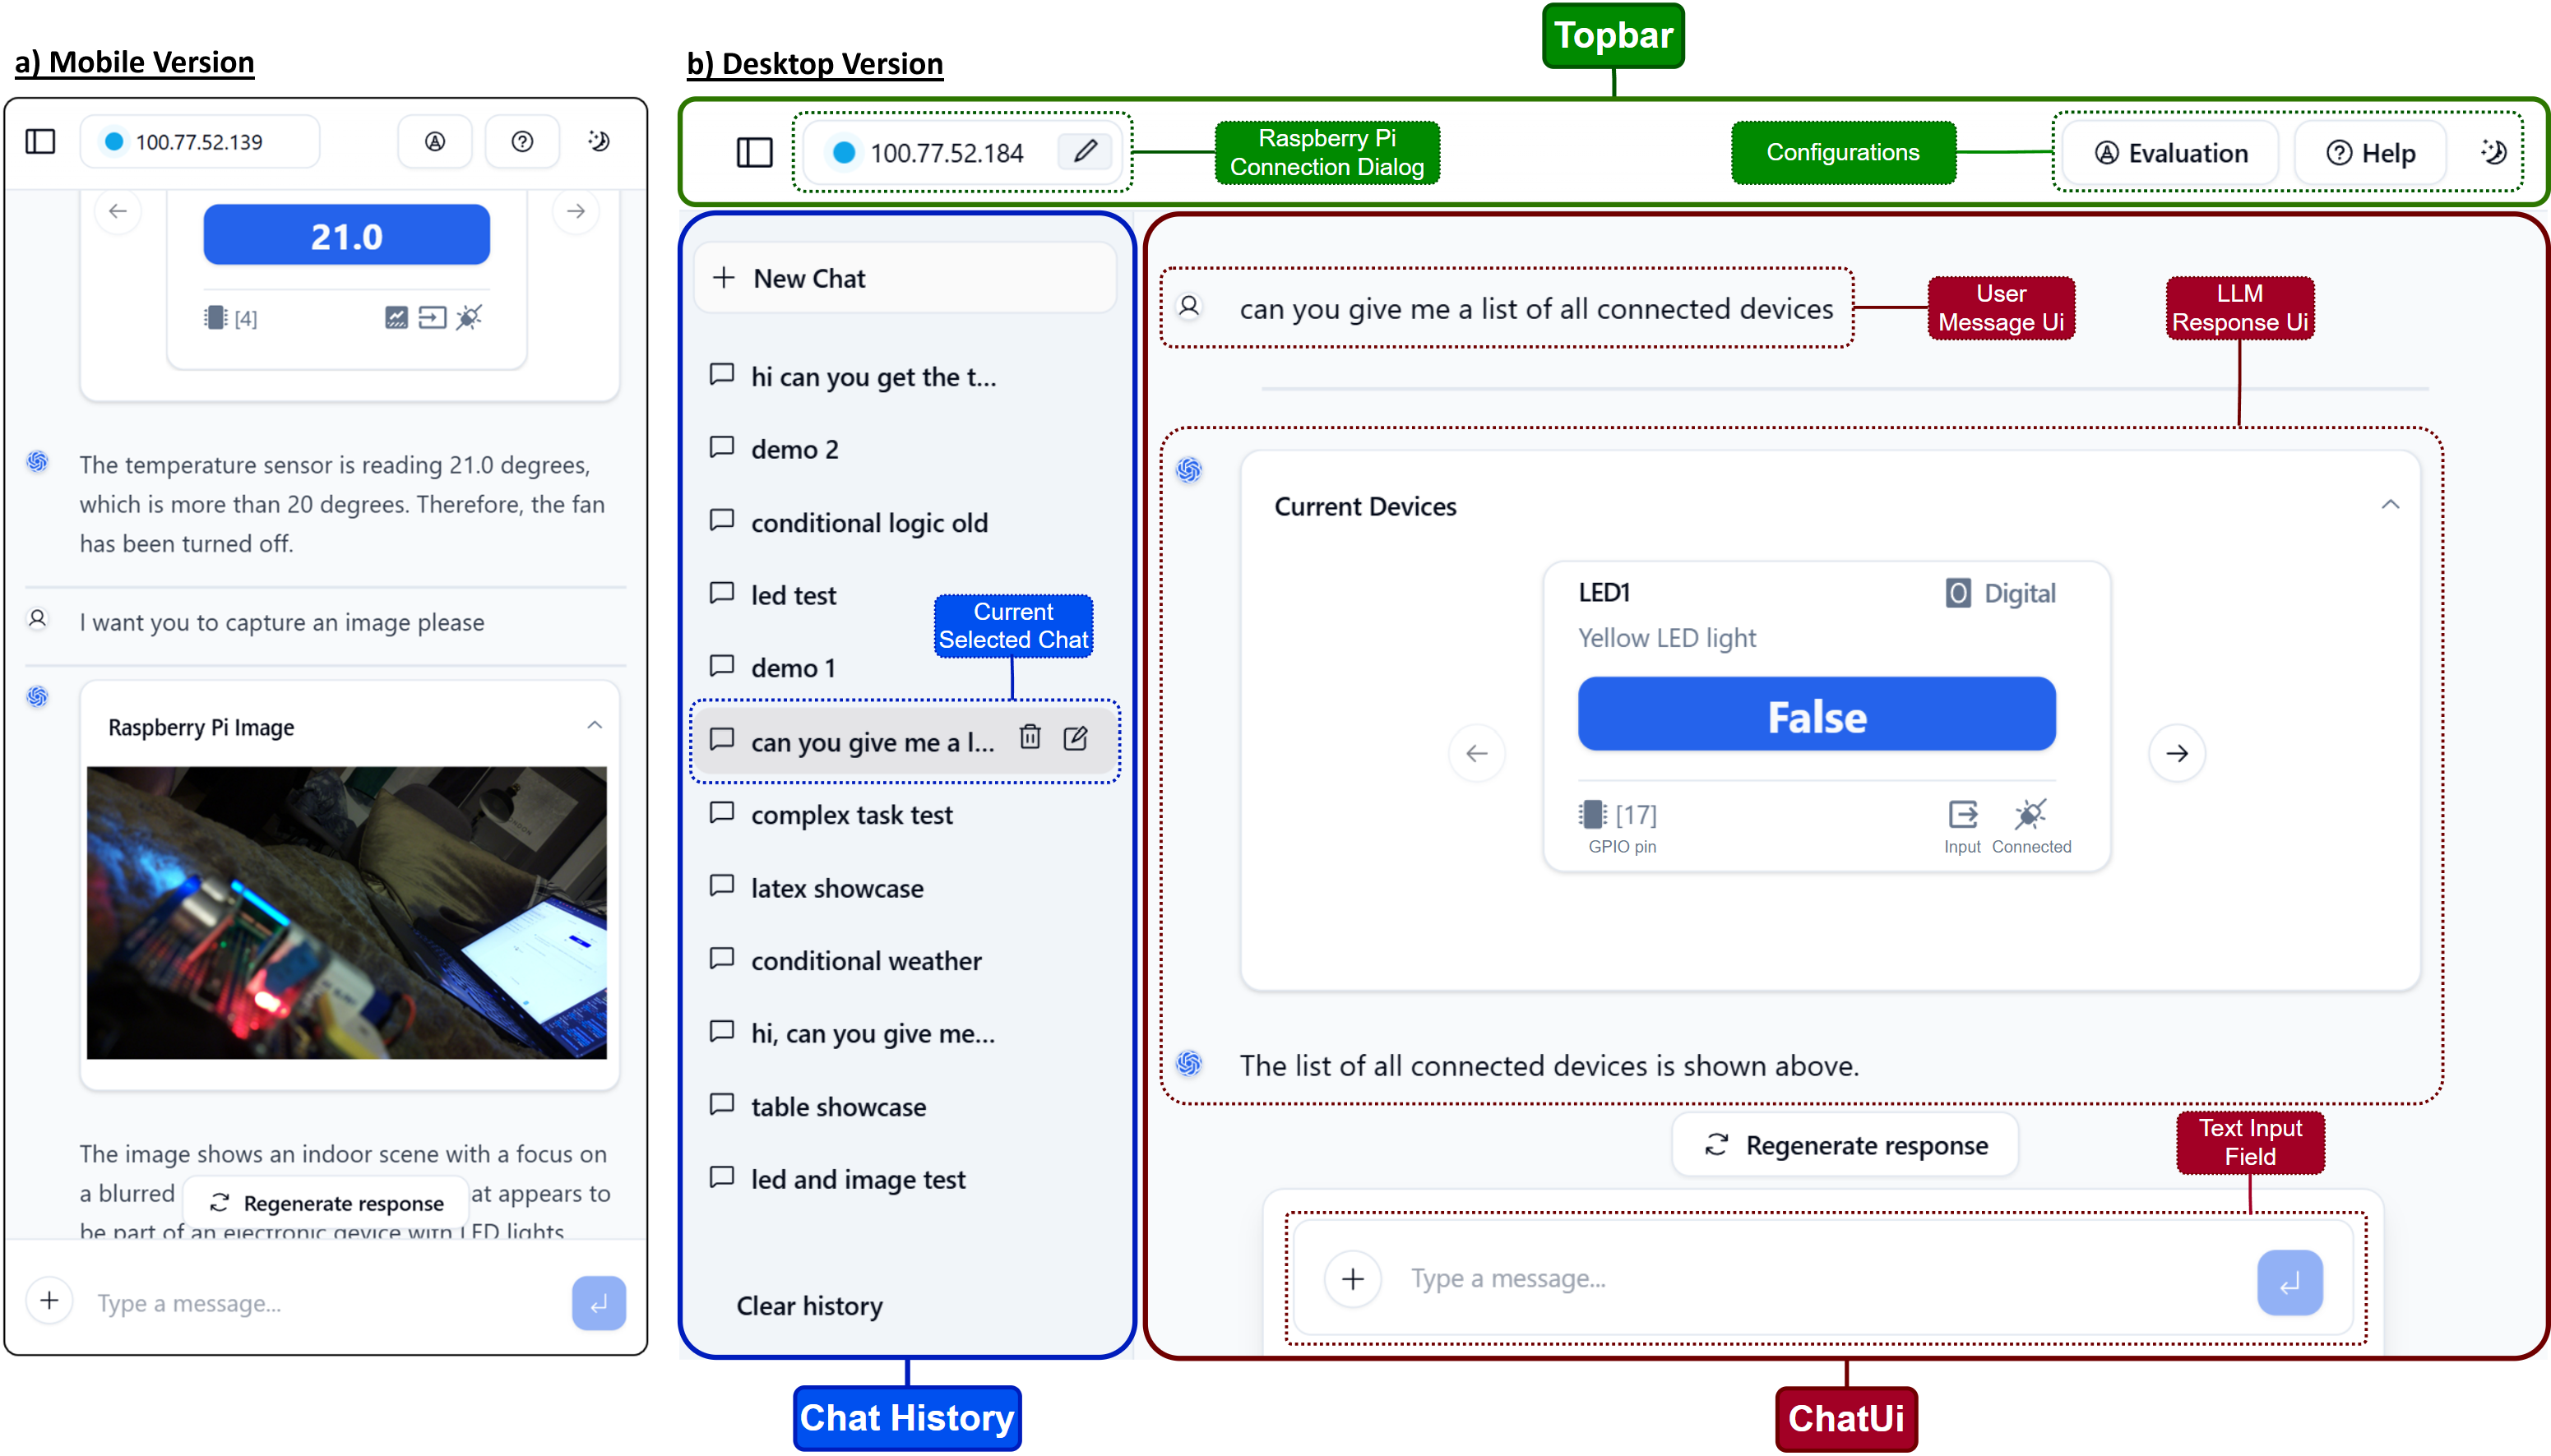 Topbar
a) Mobile Version
b) Desktop Version
100.77.52.139
21.0
[4]
The temperature sensor is reading 21.0 degrees,
which is more than 20 degrees. Therefore, the fan
has been turned off.
I want you to capture an image please
Raspberry Pi Image
The image shows an indoor scene with a focus on
a blurred
at appears to
Regenerate response
be part of an electronic device with LED lights
Type a message...
100.77.52.184
Raspberry Pi
Connection Dialog
Configurations
Evaluation
Help
New Chat
hi can you get the t...
demo 2
conditional logic old
led test
Current
Selected Chat
demo 1
can you give me a l...
complex task test
latex showcase
conditional weather
hi, can you give me...
table showcase
led and image test
Clear history
Chat History
can you give me a list of all connected devices
User
Message Ui
LLM
Response Ui
Current Devices
LED1
Digital
Yellow LED light
False
[17]
GPIO pin
Input
Connected
The list of all connected devices is shown above.
Regenerate response
Text Input
Field
Type a message...
ChatUi